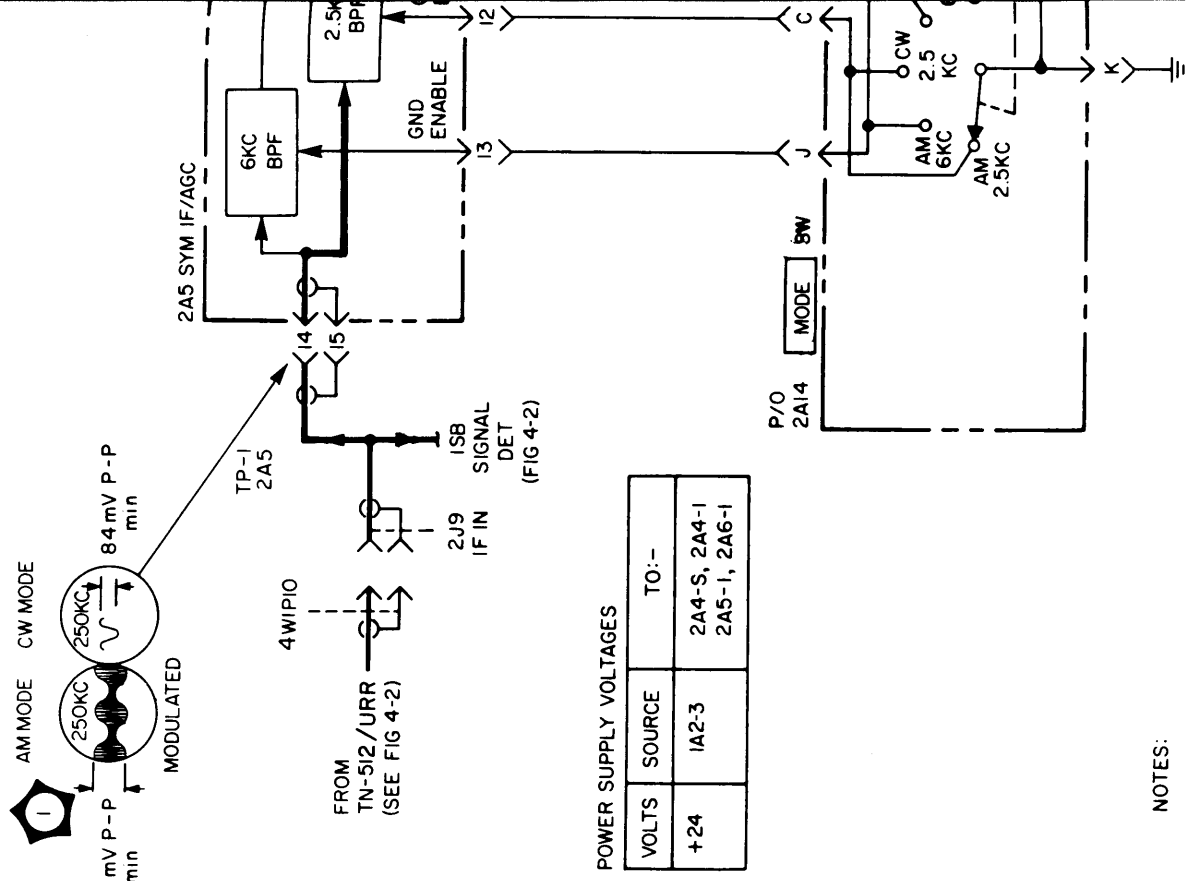 1
AM MODE
CW MODE
250KC
250KC
mV P-P
min
84 mV P-P
min
MODULATED
TP-1
2A5
FROM
TN-512/URR
(SEE FIG 4-2)
4W1P10
2J9
IF IN
ISB
SIGNAL
DET
(FIG 4-2)
14
15
2A5 SYM IF/AGC
6KC
BPF
2.5K
BPF
GND
ENABLE
12
13
C
J
P/O
2A14
MODE
SW
AM
6KC
AM
2.5KC
CW
2.5
KC
K
POWER SUPPLY VOLTAGES
VOLTS SOURCE TO:-
+24 1A2-3 2A4-S, 2A4-1
2A5-1, 2A6-1
NOTES: